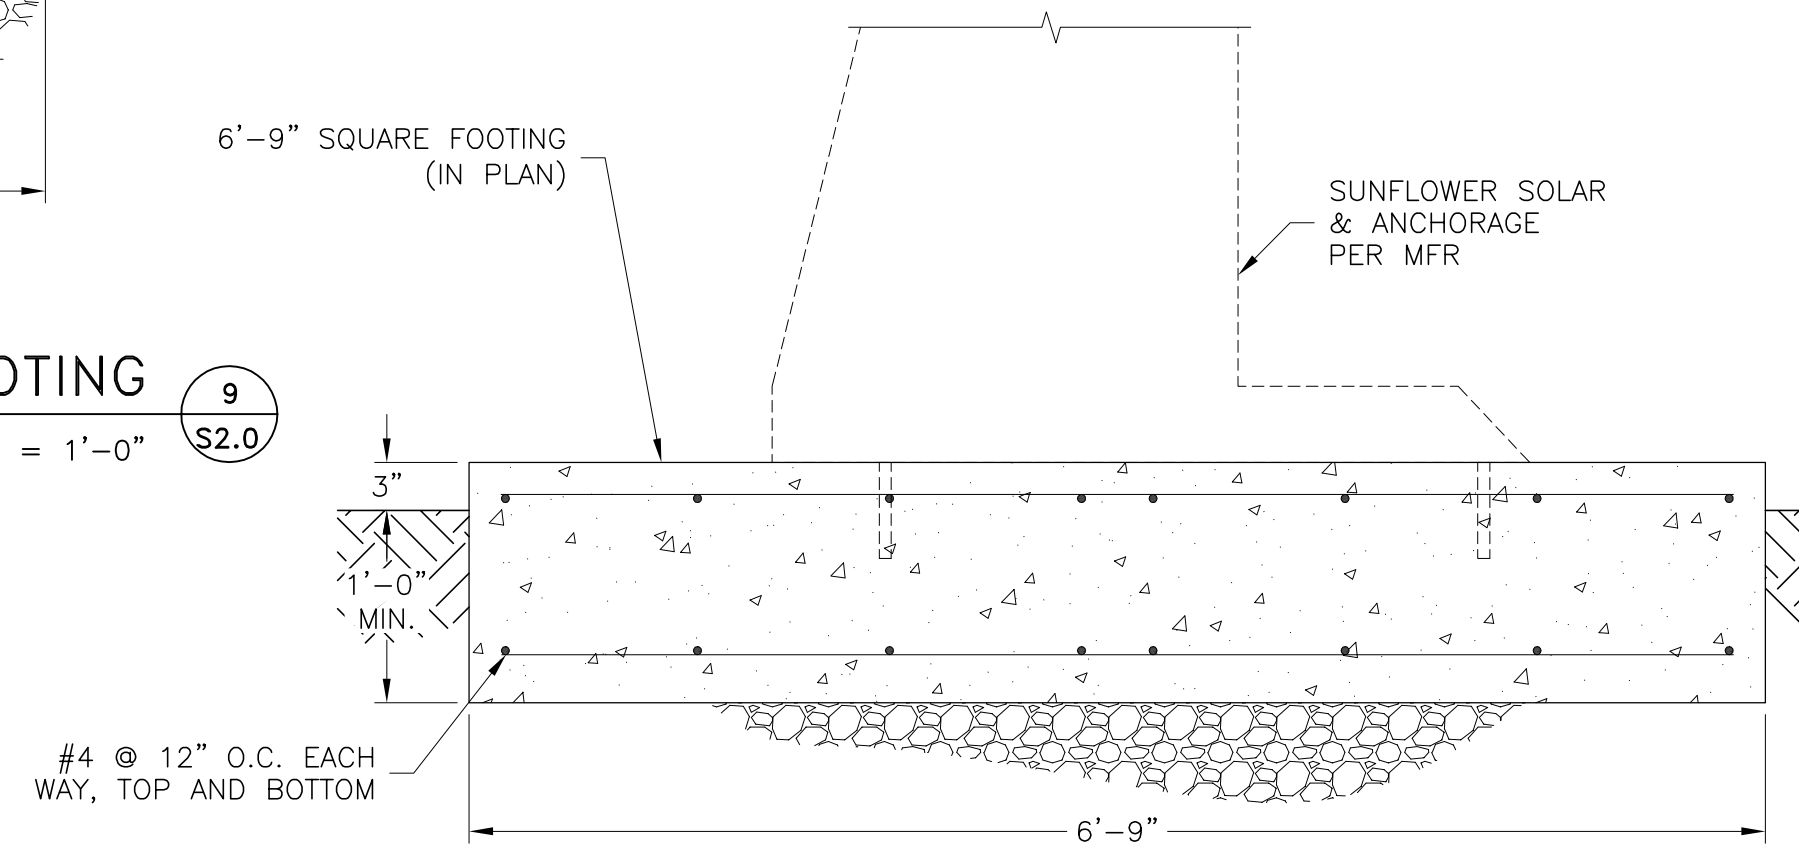 6'-9" SQUARE FOOTING
(IN PLAN)
SUNFLOWER SOLAR
& ANCHORAGE
PER MFR
OTING
9
S2.0
= 1'-0"
3"
1'-0"
MIN.
#4 @ 12" O.C. EACH
WAY, TOP AND BOTTOM
6'-9"